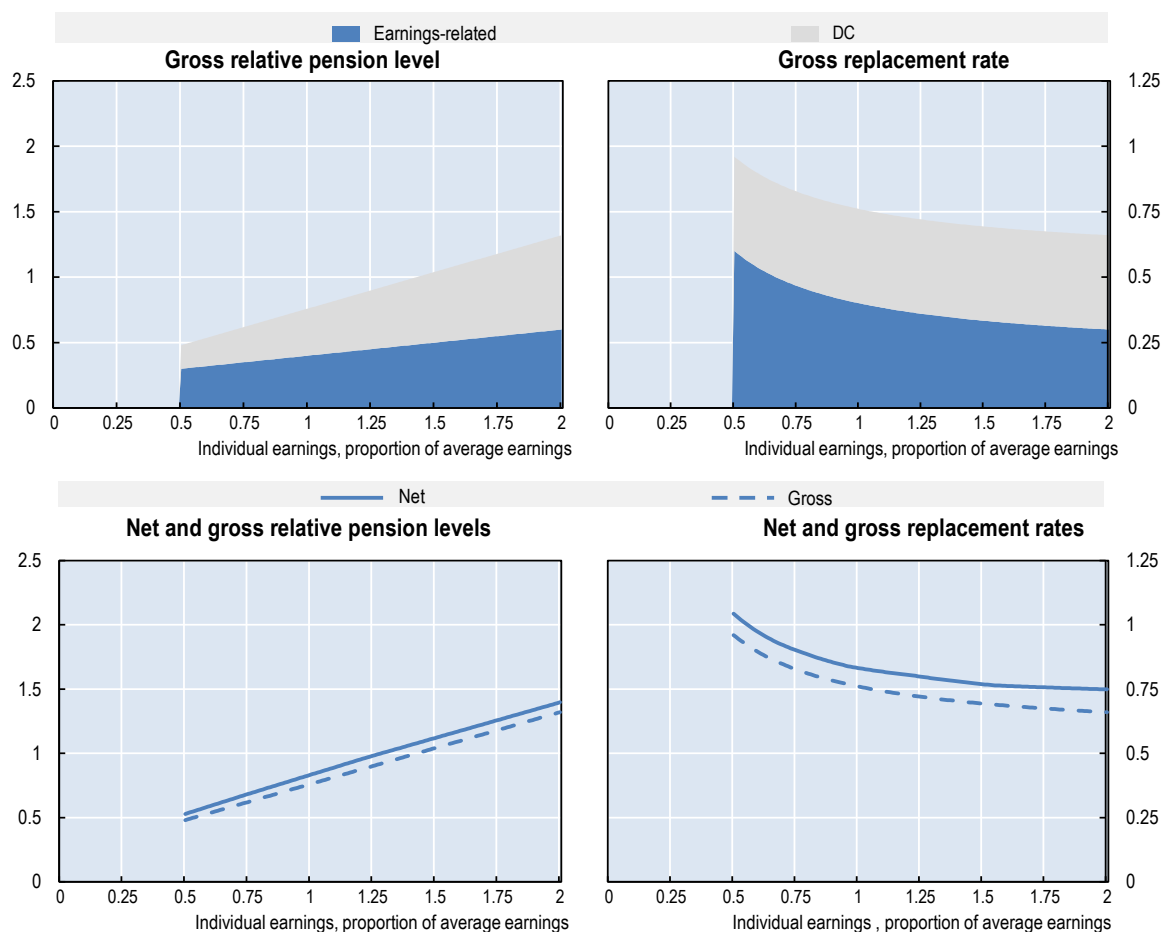 Earnings-related DC
Gross relative pension level
2.5
2
1.5
1
0.5
0
0 0.25 0.5 0.75 1 1.25 1.5 1.75 2
Individual earnings, proportion of average earnings
Gross replacement rate
1.25
1
0.75
0.5
0.25
0
0 0.25 0.5 0.75 1 1.25 1.5 1.75 2
Individual earnings, proportion of average earnings
Net Gross
Net and gross relative pension levels
2.5
2
1.5
1
0.5
0
0 0.25 0.5 0.75 1 1.25 1.5 1.75 2
Individual earnings, proportion of average earnings
Net and gross replacement rates
1.25
1
0.75
0.5
0.25
0
0 0.25 0.5 0.75 1 1.25 1.5 1.75 2
Individual earnings , proportion of average earnings